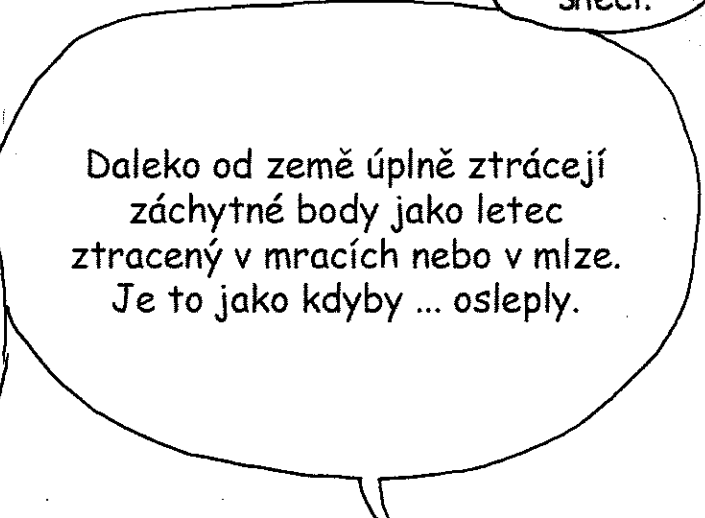 Daleko od země úplně ztrácejí
záchytné body jako letec
ztracený v mracích nebo v mlze.
Je to jako kdyby ... osleply.